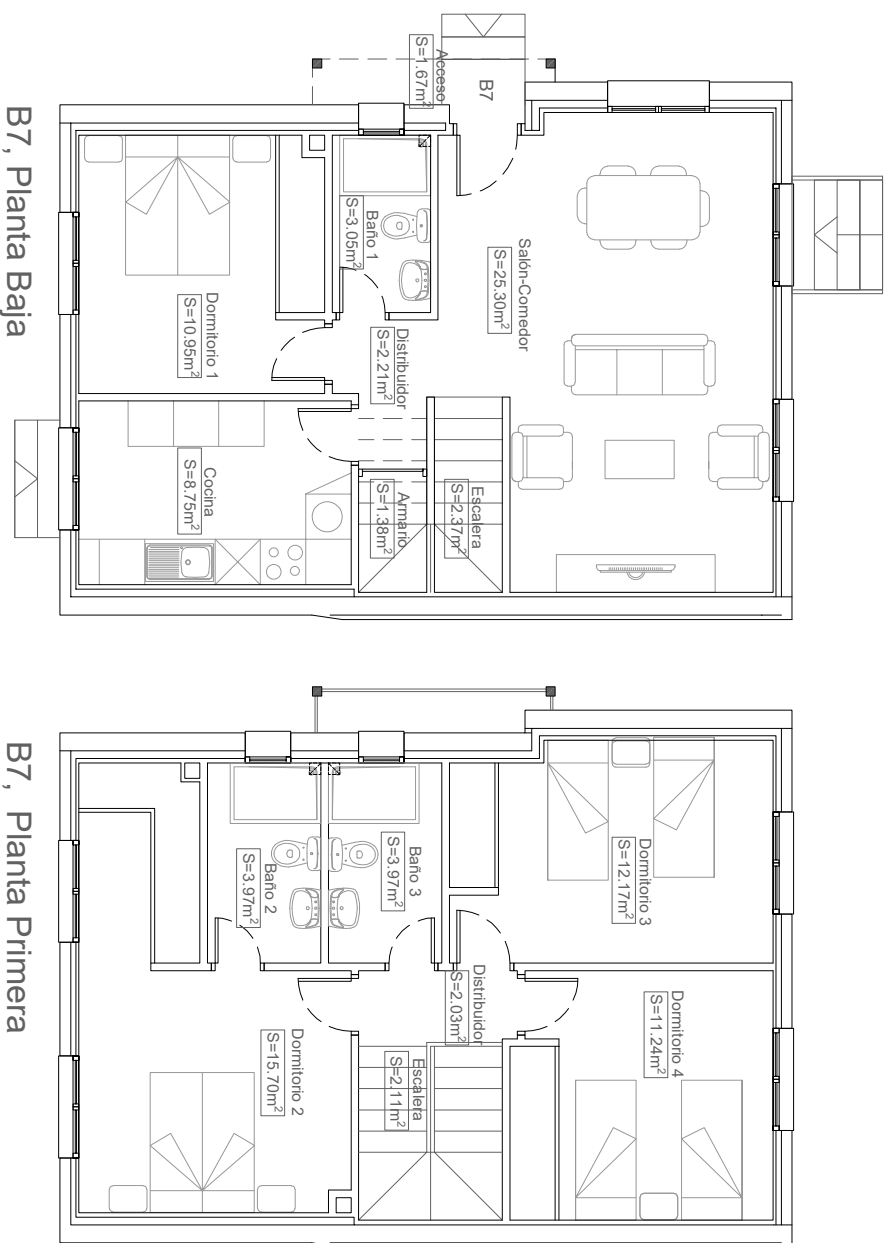 B7, Planta Baja
Acceso
S=1.67m²
B7
Salón-Comedor
S=25.30m²
Baño 1
S=3.05m²
Distribuidor
S=2.21m²
Dormitorio 1
S=10.95m²
Cocina
S=8.75m²
Armario
S=1.38m²
Escalera
S=2.37m²
B7, Planta Primera
Dormitorio 3
S=12.17m²
Baño 3
S=3.97m²
Baño 2
S=3.97m²
Distribuidor
S=2.03m²
Dormitorio 4
S=11.24m²
Escalera
S=2.11m²
Dormitorio 2
S=15.70m²